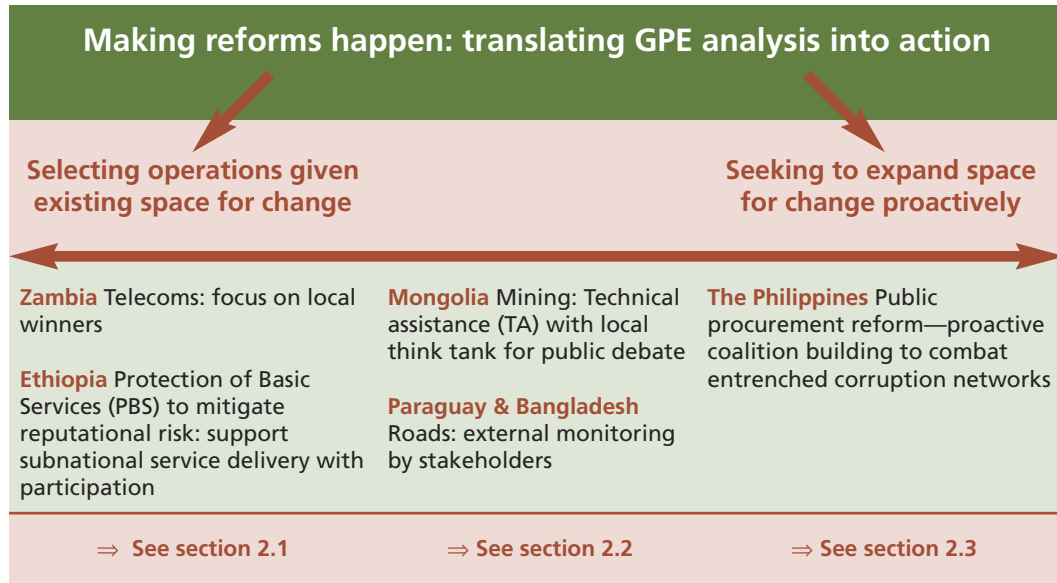 Making reforms happen: translating GPE analysis into action
Selecting operations given
existing space for change
Seeking to expand space
for change proactively
Zambia Telecoms: focus on local
winners
Ethiopia Protection of Basic
Services (PBS) to mitigate
reputational risk: support
subnational service delivery with
participation
Mongolia Mining: Technical
assistance (TA) with local
think tank for public debate
Paraguay & Bangladesh
Roads: external monitoring
by stakeholders
The Philippines Public
procurement reform—proactive
coalition building to combat
entrenched corruption networks
⇒ See section 2.1
⇒ See section 2.2
⇒ See section 2.3